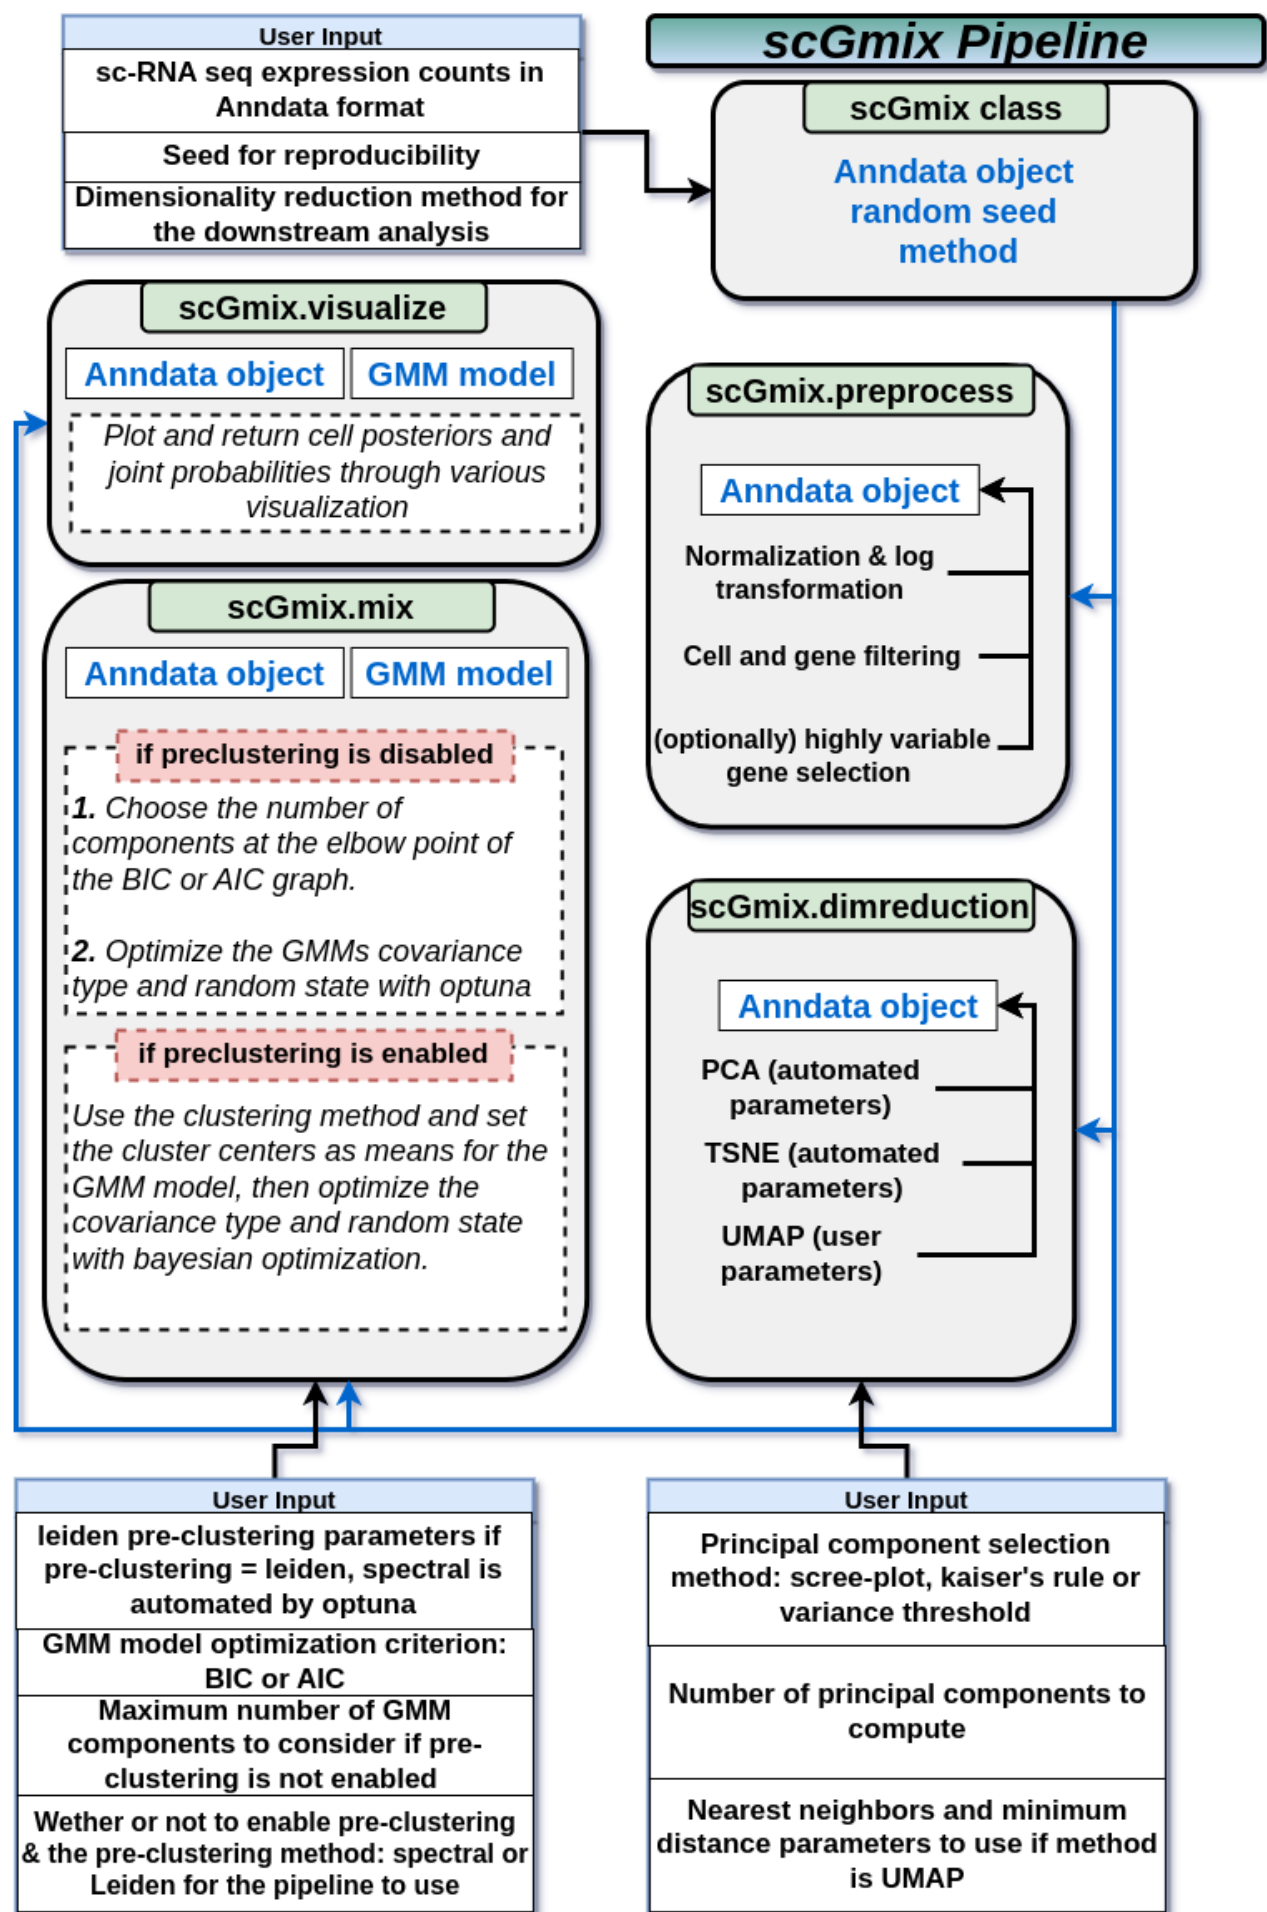 scGmix Pipeline
User Input
sc-RNA seq expression counts in
Anndata format
Seed for reproducibility
Dimensionality reduction method for
the downstream analysis
scGmix class
Anndata object
random seed
method
scGmix.visualize
Anndata object
GMM model
Plot and return cell posteriors and
joint probabilities through various
visualization
scGmix.preprocess
Anndata object
Normalization & log
transformation
Cell and gene filtering
(optionally) highly variable
gene selection
scGmix.mix
Anndata object
GMM model
if preclustering is disabled
1. Choose the number of
components at the elbow point of
the BIC or AIC graph.
2. Optimize the GMMs covariance
type and random state with optuna
if preclustering is enabled
Use the clustering method and set
the cluster centers as means for the
GMM model, then optimize the
covariance type and random state
with bayesian optimization.
scGmix.dimreduction
Anndata object
PCA (automated
parameters)
TSNE (automated
parameters)
UMAP (user
parameters)
User Input
leiden pre-clustering parameters if
pre-clustering = leiden, spectral is
automated by optuna
GMM model optimization criterion:
BIC or AIC
Maximum number of GMM
components to consider if pre-
clustering is not enabled
Wether or not to enable pre-clustering
& the pre-clustering method: spectral or
Leiden for the pipeline to use
User Input
Principal component selection
method: scree-plot, kaiser's rule or
variance threshold
Number of principal components to
compute
Nearest neighbors and minimum
distance parameters to use if method
is UMAP